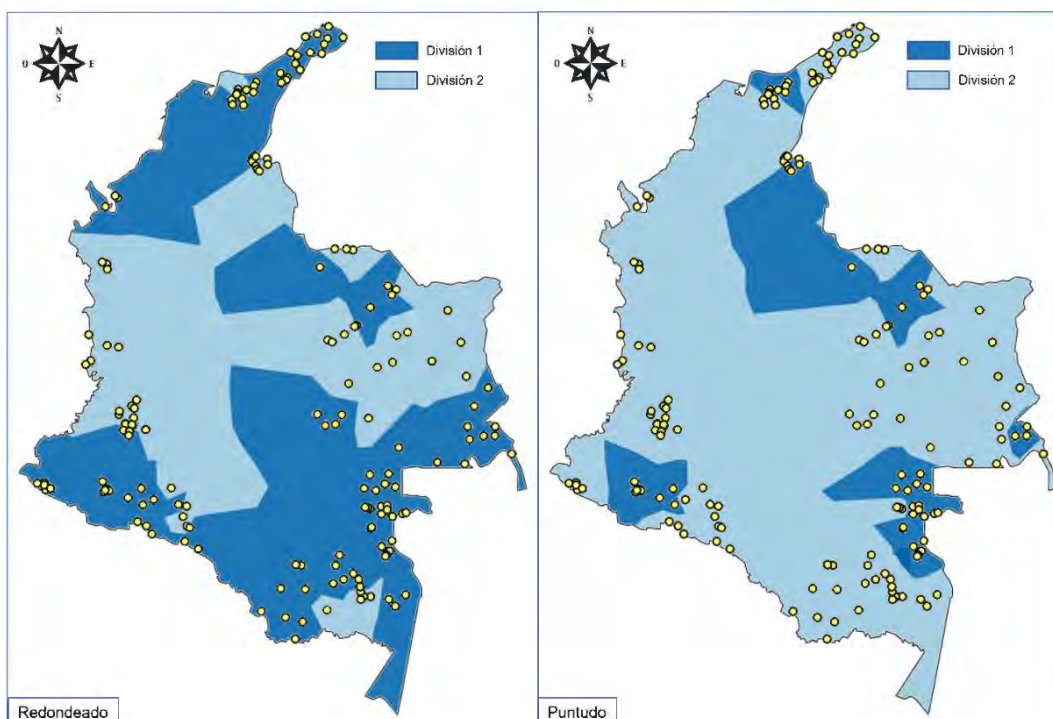 N
O
E
S
División 1
División 2
Redondeado
N
O
E
S
División 1
División 2
Puntudo